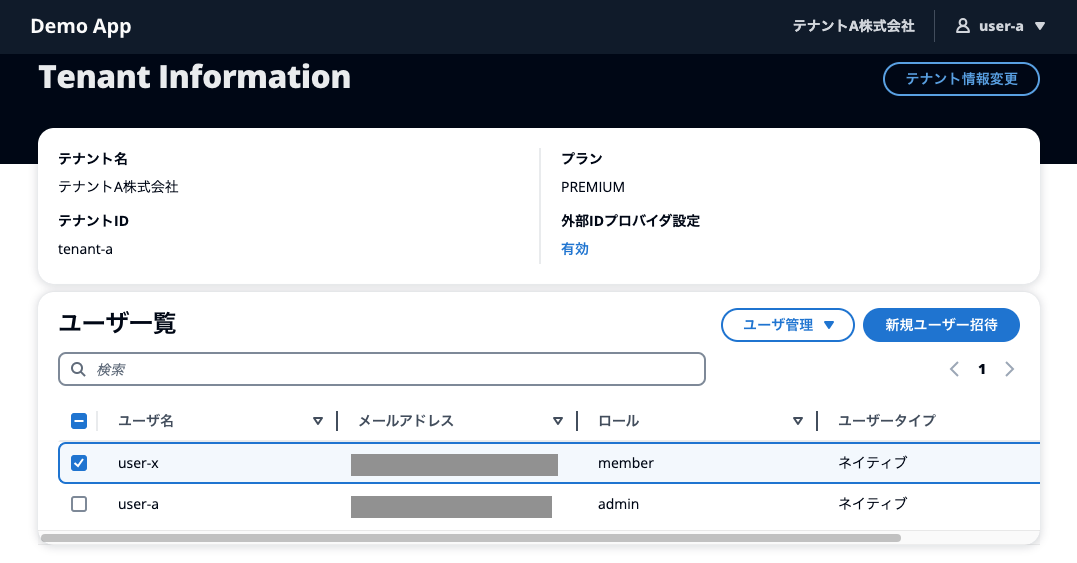 Demo App
テナントA株式会社
user-a
Tenant Information
テナント情報変更
テナント名
テナントA株式会社
テナントID
tenant-a
プラン
PREMIUM
外部IDプロバイダ設定
有効
ユーザ一覧
ユーザ管理
新規ユーザー招待
検索
1
ユーザ名 メールアドレス ロール ユーザータイプ
user-x member ネイティブ
user-a admin ネイティブ